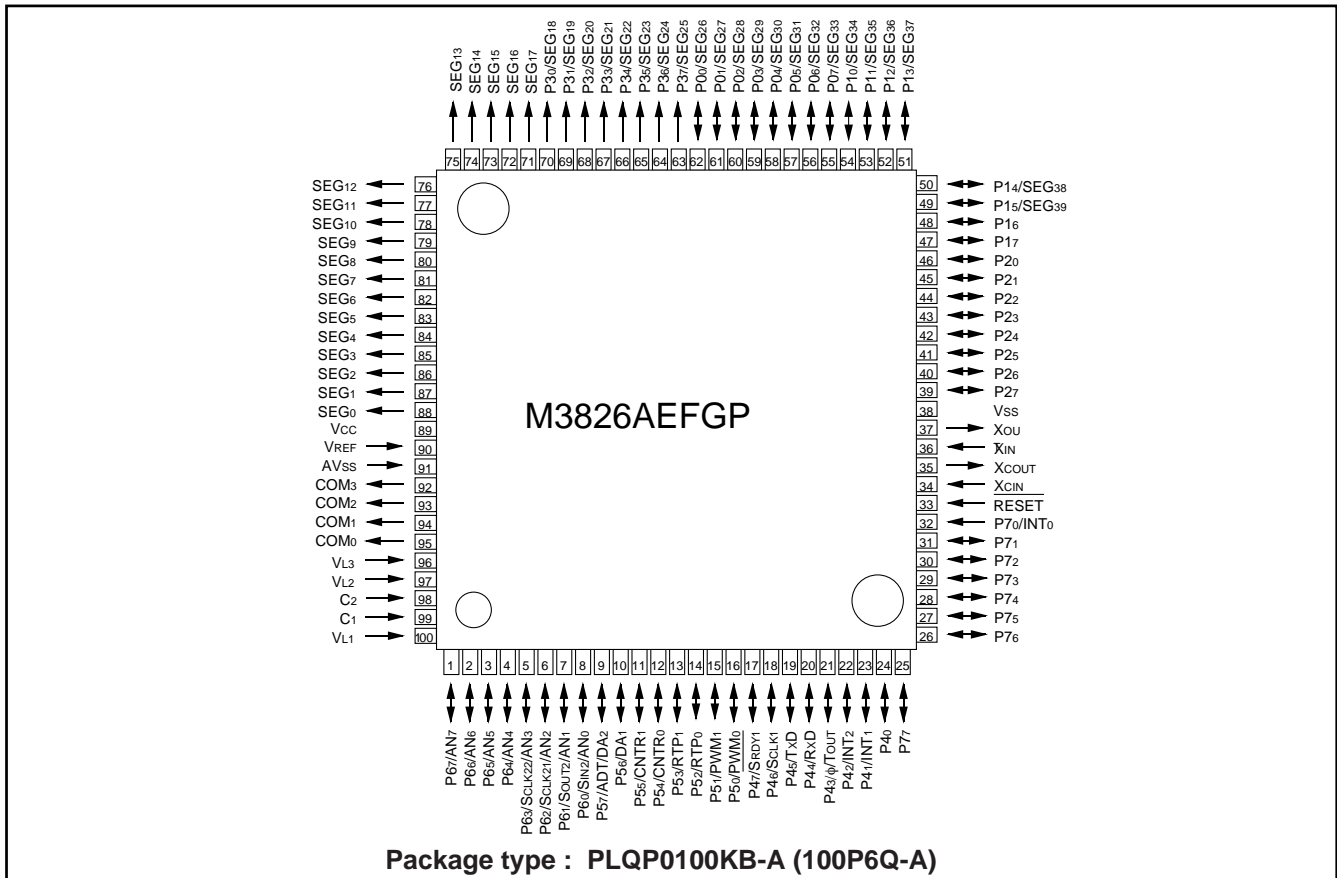 SEG13
SEG14
SEG15
SEG16
SEG17
P30/SEG18
P31/SEG19
P32/SEG20
P33/SEG21
P34/SEG22
P35/SEG23
P36/SEG24
P37/SEG25
P00/SEG26
P01/SEG27
P02/SEG28
P03/SEG29
P04/SEG30
P05/SEG31
P06/SEG32
P07/SEG33
P10/SEG34
P11/SEG35
P12/SEG36
P13/SEG37
75 74 73 72 71 70 69 68 67 66 65 64 63 62 61 60 59 58 57 56 55 54 53 52 51
SEG12 76
SEG11 77
SEG10 78
SEG9 79
SEG8 80
SEG7 81
SEG6 82
SEG5 83
SEG4 84
SEG3 85
SEG2 86
SEG1 87
SEG0 88
VCC 89
VREF 90
AVSS 91
COM3 92
COM2 93
COM1 94
COM0 95
VL3 96
VL2 97
C2 98
C1 99
VL1 100
M3826AEFGP
50 P14/SEG38
49 P15/SEG39
48 P16
47 P17
46 P20
45 P21
44 P22
43 P23
42 P24
41 P25
40 P26
39 P27
38 VSS
37 XOU
36 XIN
35 XCOUT
34 XCIN
33 RESET
32 P70/INT0
31 P71
30 P72
29 P73
28 P74
27 P75
26 P76
1 2 3 4 5 6 7 8 9 10 11 12 13 14 15 16 17 18 19 20 21 22 23 24 25
P67/AN7
P66/AN6
P65/AN5
P64/AN4
P63/SCLK22/AN3
P62/SCLK21/AN2
P61/SOUT2/AN1
P60/SIN2/AN0
P57/ADT/DA2
P56/DA1
P55/CNTR1
P54/CNTR0
P53/RTP1
P52/RTP0
P51/PWM1
P50/PWM0
P47/SRDY1
P46/SCLK1
P45/TxD
P44/RxD
P43/φ/TOUT
P42/INT2
P41/INT1
P40
P77
Package type : PLQP0100KB-A (100P6Q-A)